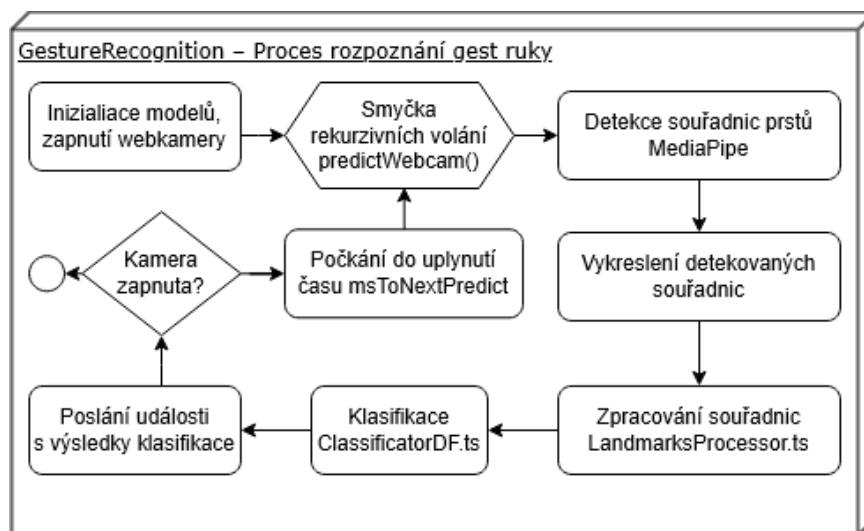 GestureRecognition – Proces rozpoznání gest ruky
Inizialiace modelů,
zapnutí webkamery
Smyčka
rekurzivních volání
predictWebcam()
Detekce souřadnic prstů
MediaPipe
Kamera
zapnuta?
Počkání do uplynutí
času msToNextPredict
Vykreslení detekovaných
souřadnic
Poslání události
s výsledky klasifikace
Klasifikace
ClassificatorDF.ts
Zpracování souřadnic
LandmarksProcessor.ts